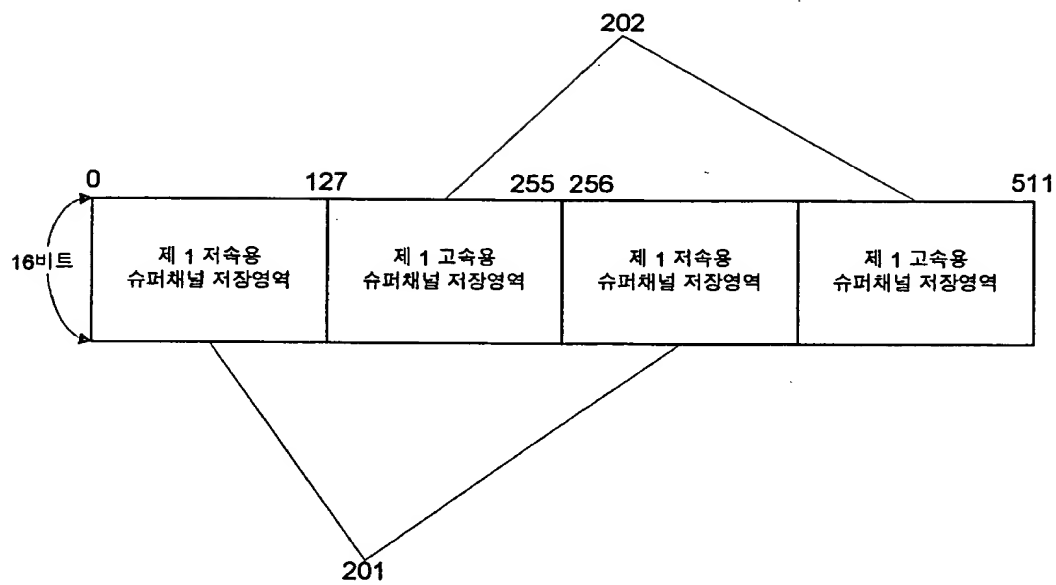 202
0
127
255
256
511
16비트
제 1 저속용
슈퍼채널 저장영역
제 1 고속용
슈퍼채널 저장영역
제 1 저속용
슈퍼채널 저장영역
제 1 고속용
슈퍼채널 저장영역
201